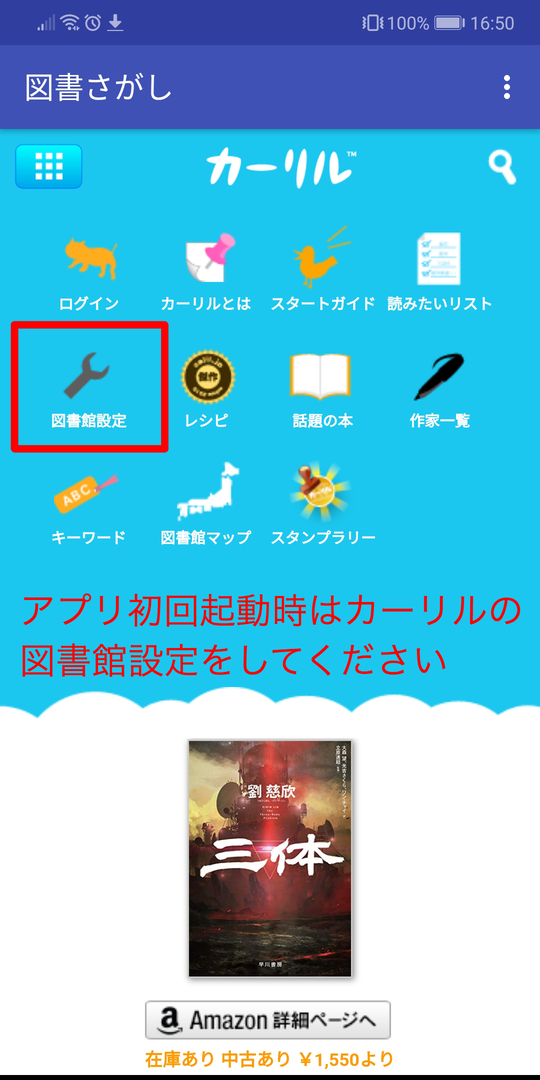 100% 16:50
図書さがし
カーリル™
ログイン
カーリルとは
スタートガイド
読みたいリスト
図書館設定
レシピ
話題の本
作家一覧
傑作
ABC
キーワード
図書館マップ
スタンプラリー
アプリ初回起動時はカーリルの
図書館設定をしてください
劉 慈欣
三体
早川書房
a Amazon 詳細ページへ
在庫あり 中古あり ￥1,550より